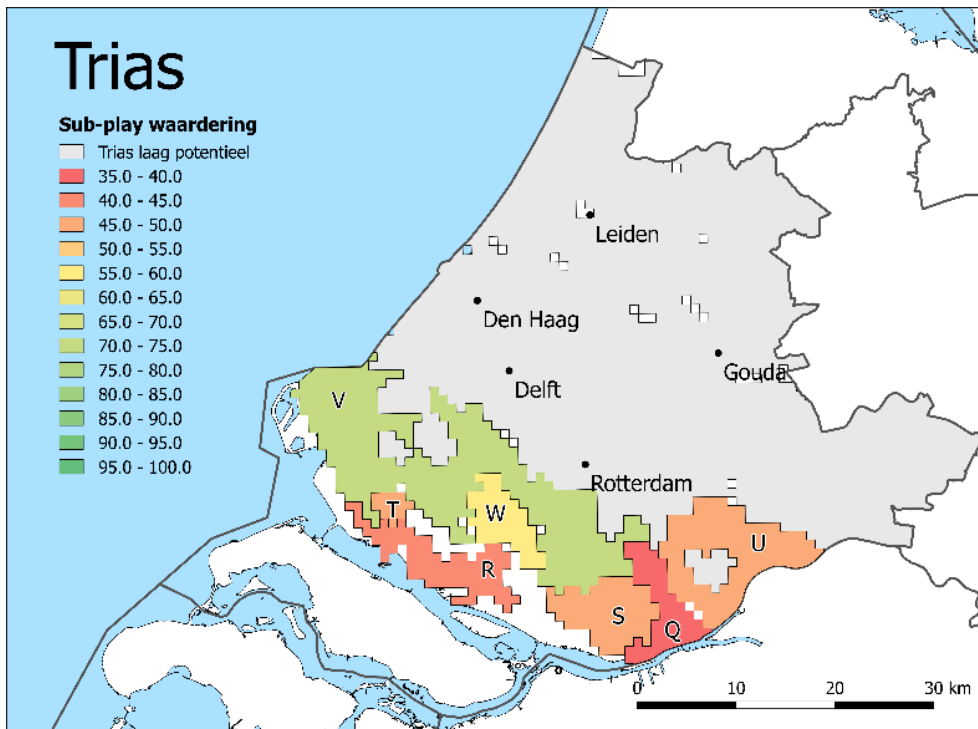 Trias
Sub-play waardering
Trias laag potentieel
35.0 - 40.0
40.0 - 45.0
45.0 - 50.0
50.0 - 55.0
55.0 - 60.0
60.0 - 65.0
65.0 - 70.0
70.0 - 75.0
75.0 - 80.0
80.0 - 85.0
85.0 - 90.0
90.0 - 95.0
95.0 - 100.0
Leiden
Den Haag
Gouda
Delft
V
Rotterdam
T
W
U
R
S
Q
0 10 20 30 km